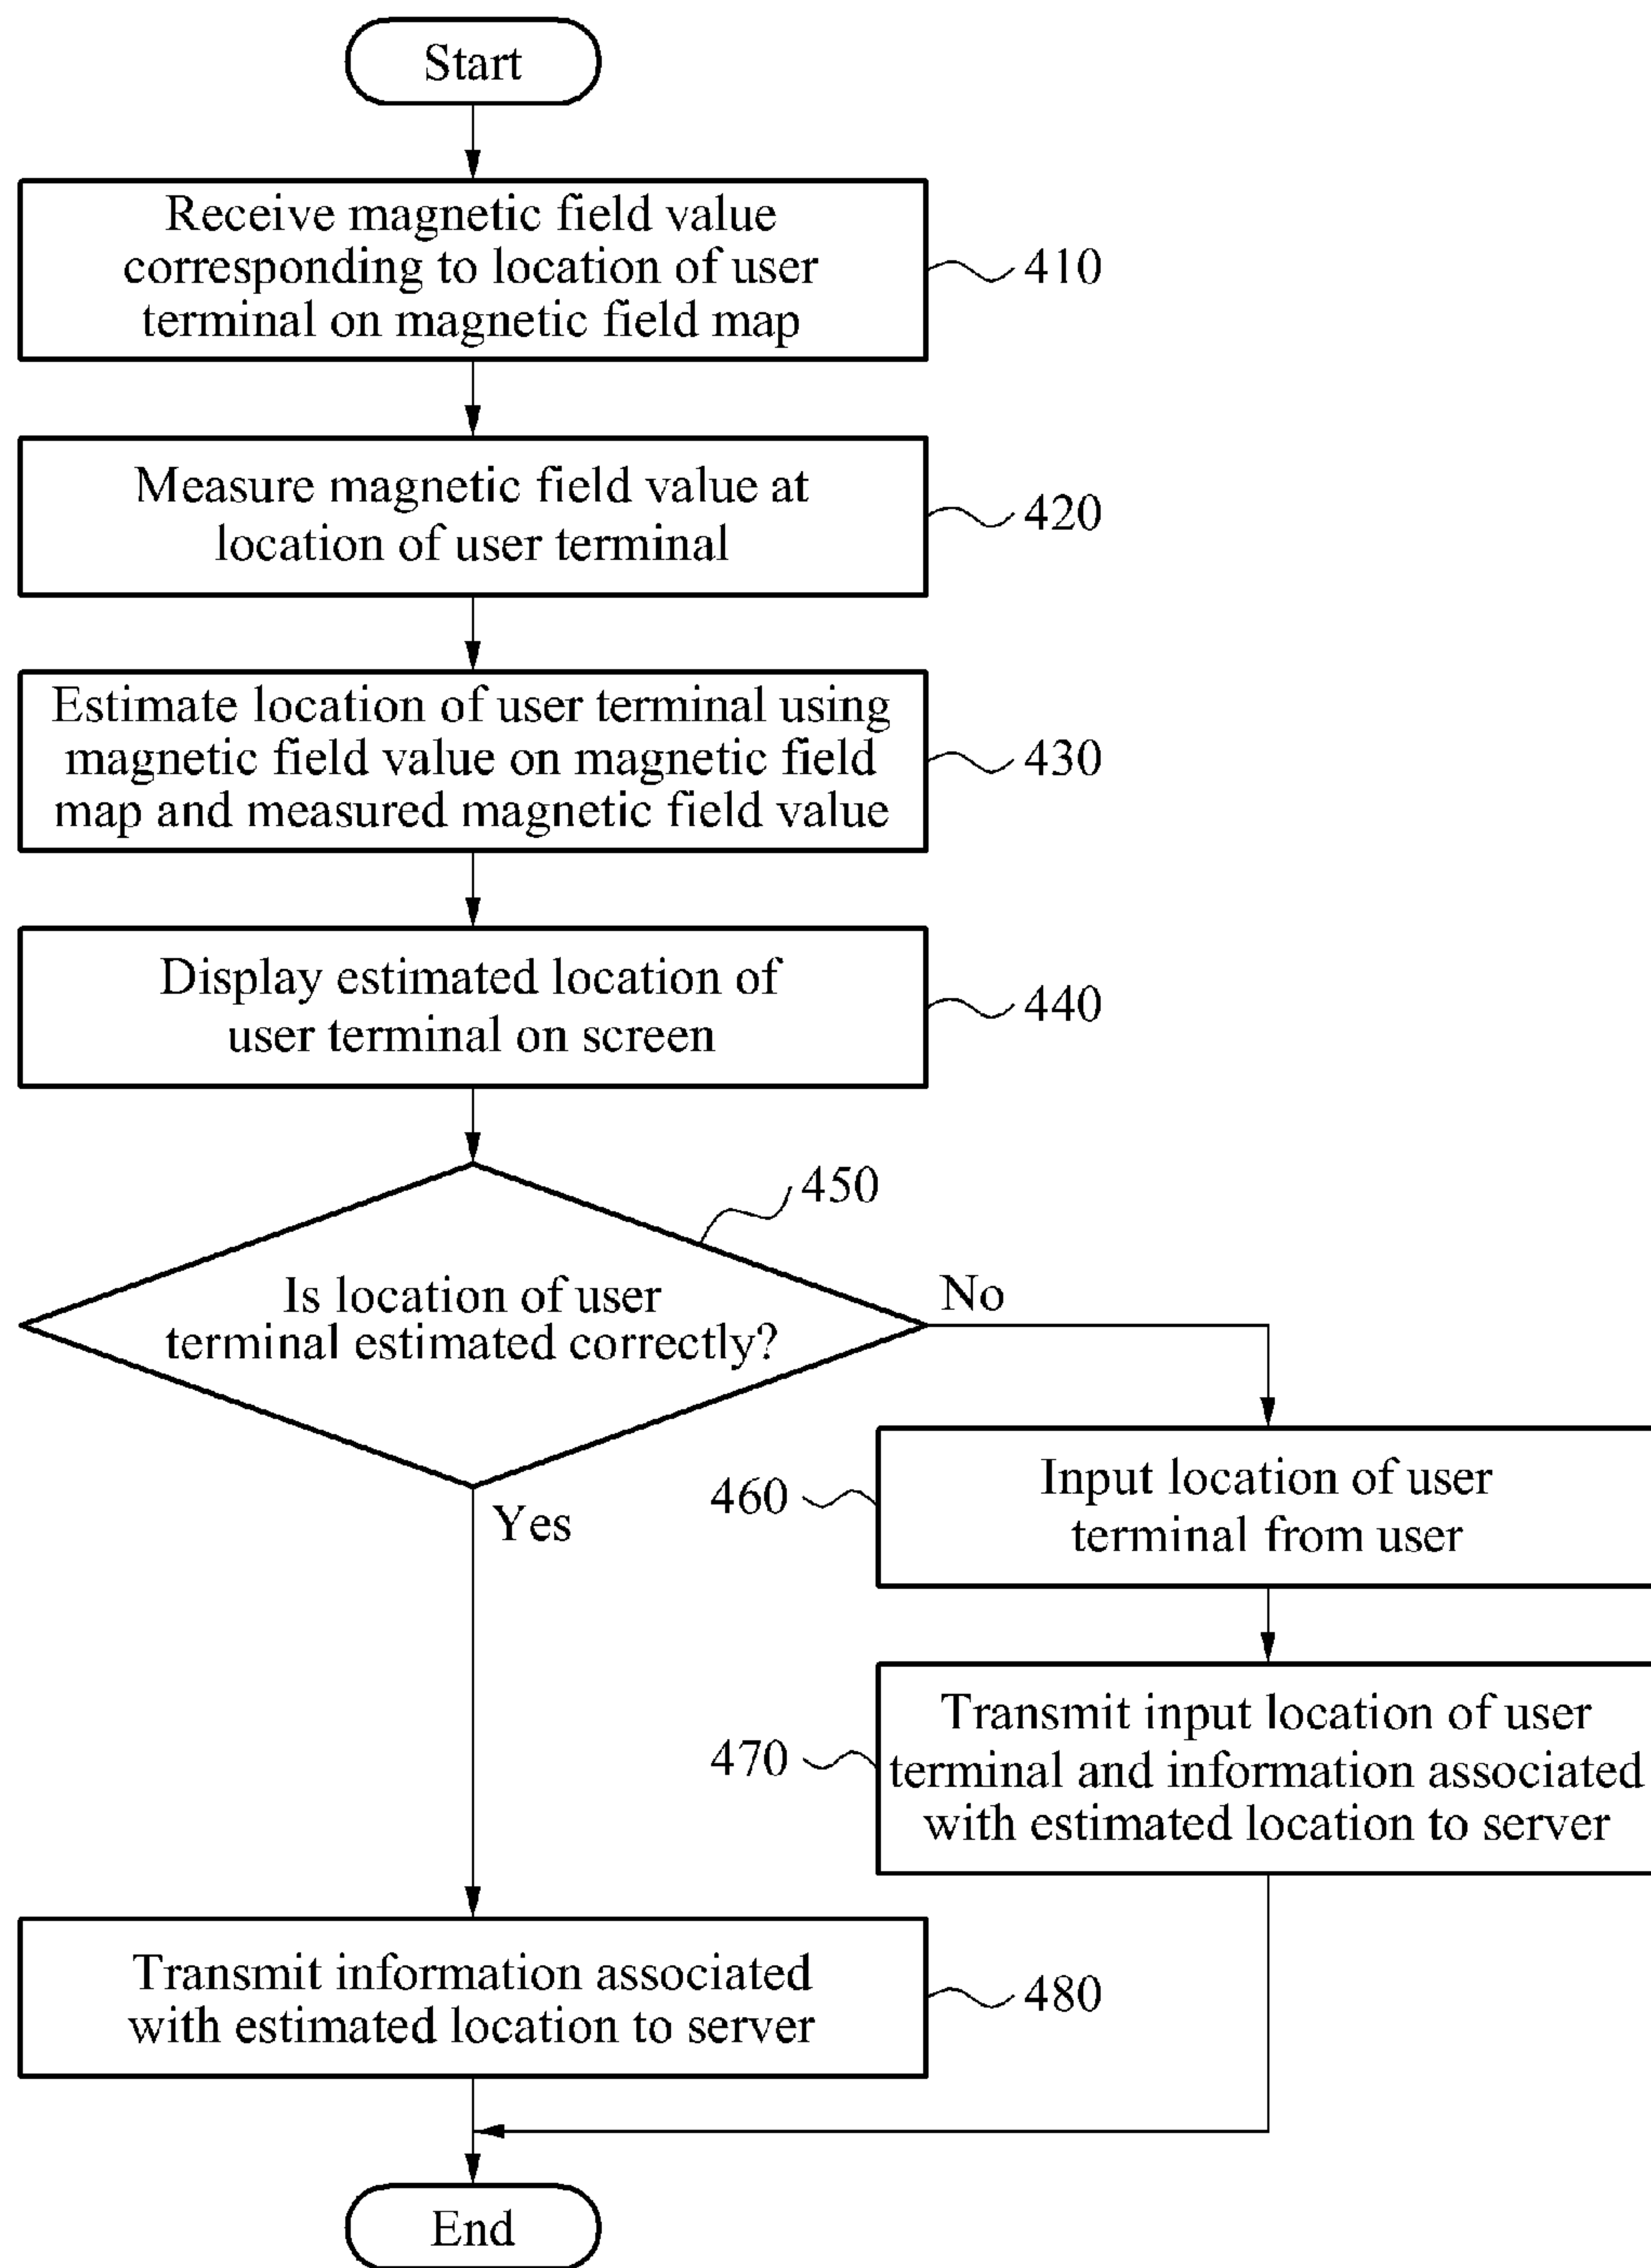 Start
Receive magnetic field value
corresponding to location of user
terminal on magnetic field map
410
Measure magnetic field value at
location of user terminal
420
Estimate location of user terminal using
magnetic field value on magnetic field
map and measured magnetic field value
430
Display estimated location of
user terminal on screen
440
450
Is location of user
terminal estimated correctly?
No
Yes
460
Input location of user
terminal from user
470
Transmit input location of user
terminal and information associated
with estimated location to server
Transmit information associated
with estimated location to server
480
End